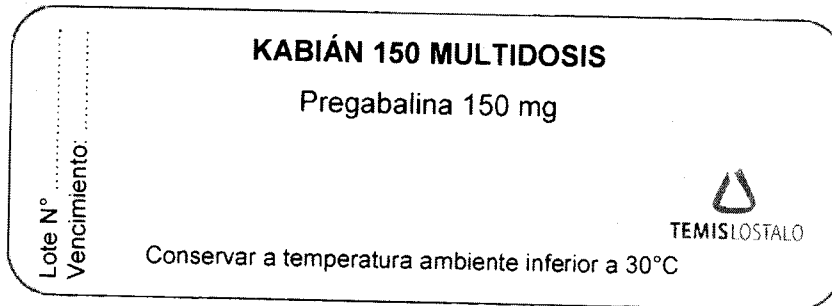 Lote N° ......................
Vencimiento: ....................
KABIÁN 150 MULTIDOSIS
Pregabalina 150 mg
TEMISLOSTALO
Conservar a temperatura ambiente inferior a 30°C